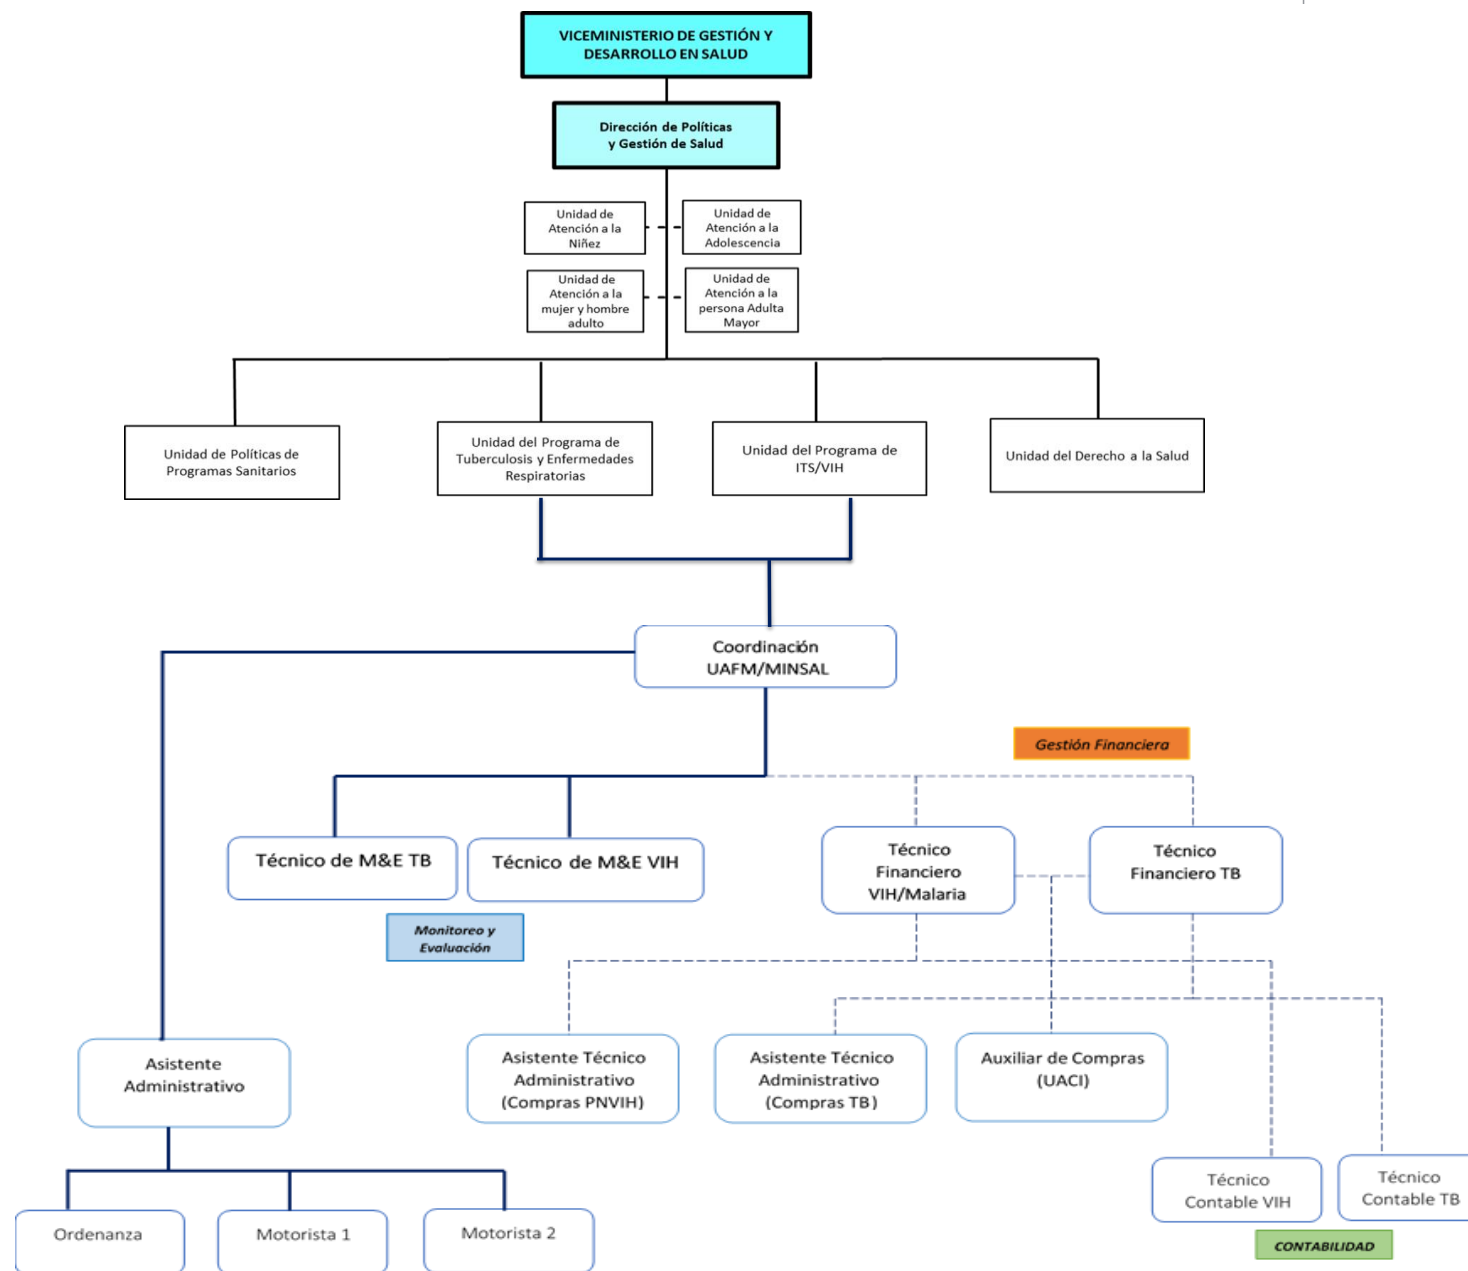 VICEMINISTERIO DE GESTIÓN Y
DESARROLLO EN SALUD
Dirección de Políticas
y Gestión de Salud
Unidad de
Atención a la
Niñez
Unidad de
Atención a la
Adolescencia
Unidad de
Atención a la
mujer y hombre
adulto
Unidad de
Atención a la
persona Adulta
Mayor
Unidad de Políticas de
Programas Sanitarios
Unidad del Programa de
Tuberculosis y Enfermedades
Respiratorias
Unidad del Programa de
ITS/VIH
Unidad del Derecho a la Salud
Coordinación
UAFM/MINSAL
Gestión Financiera
Técnico de M&E TB
Técnico de M&E VIH
Técnico
Financiero
VIH/Malaria
Técnico
Financiero TB
Monitoreo y
Evaluación
Asistente
Administrativo
Asistente Técnico
Administrativo
(Compras PNVIH)
Asistente Técnico
Administrativo
(Compras TB)
Auxiliar de Compras
(UACI)
Técnico
Contable VIH
Técnico
Contable TB
Ordenanza
Motorista 1
Motorista 2
CONTABILIDAD